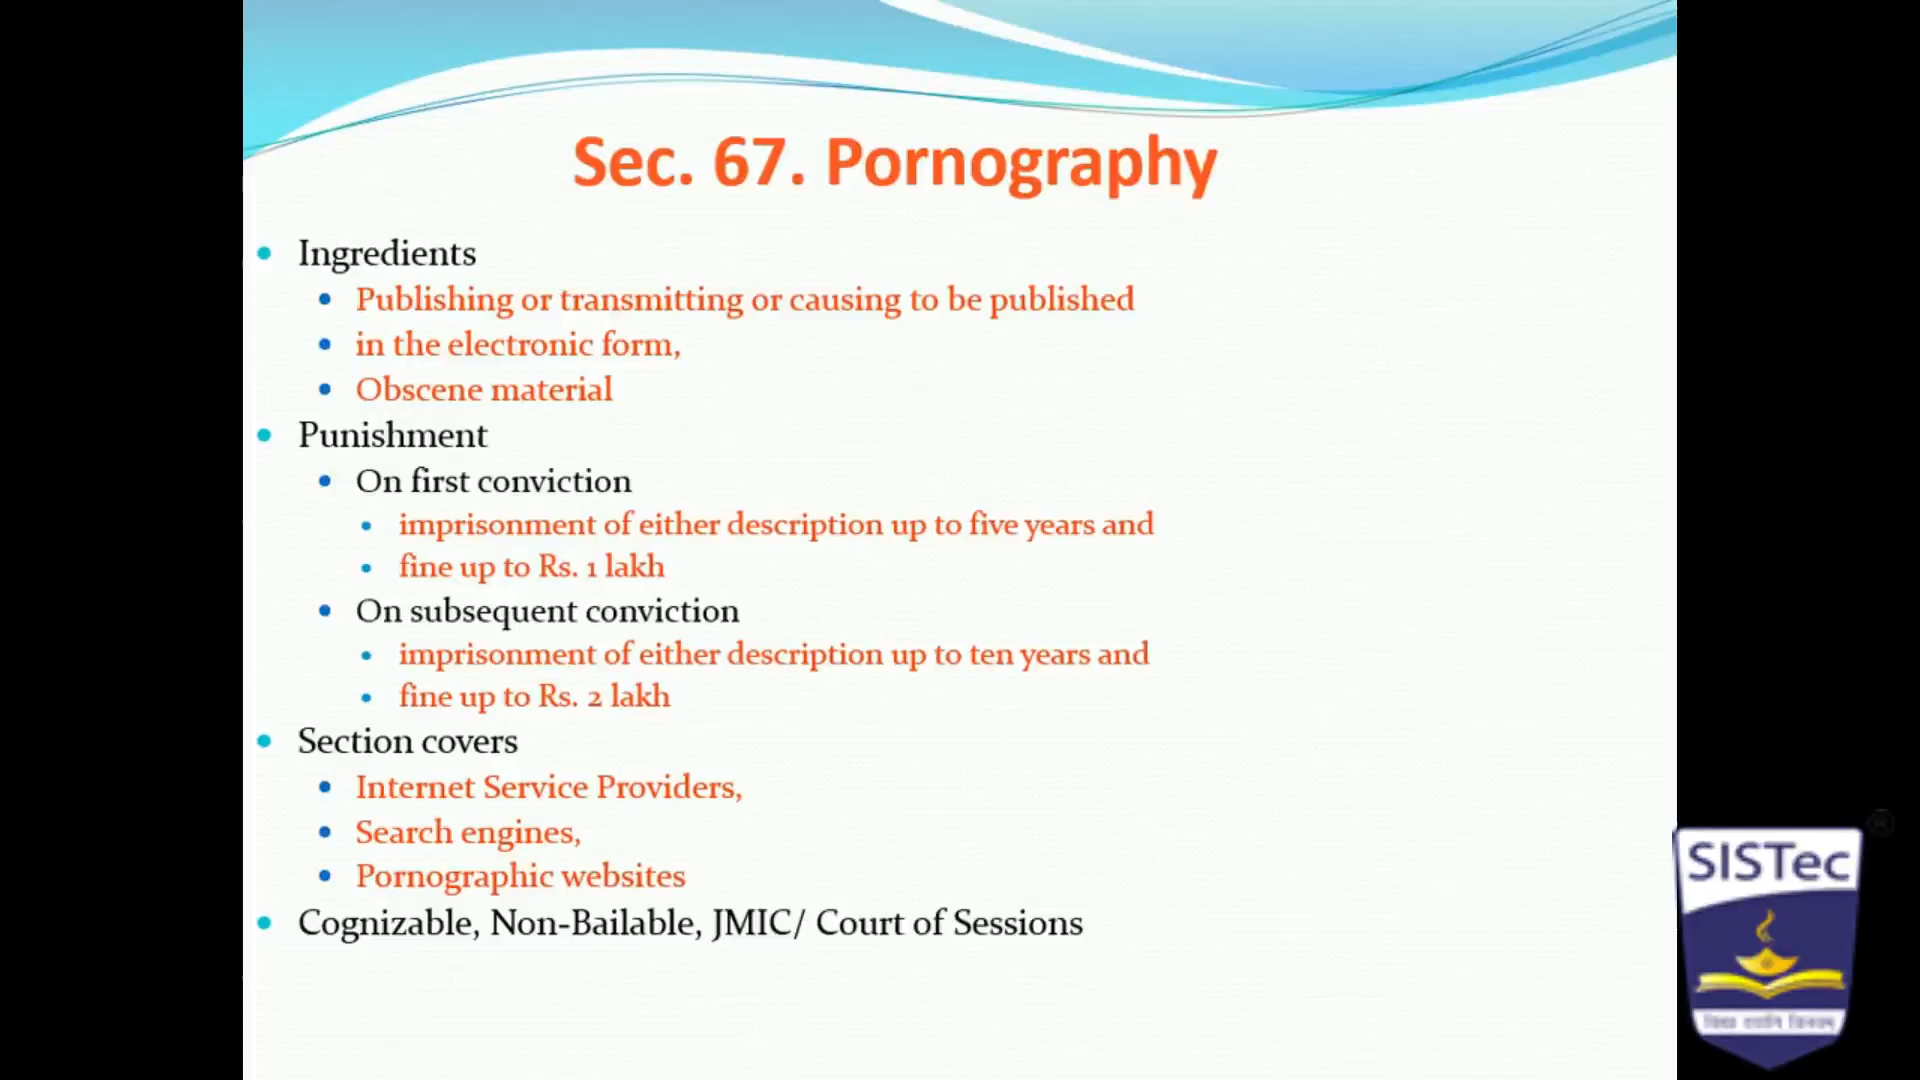 Sec. 67. Pornography
• Ingredients
• Publishing or transmitting or causing to be published
• in the electronic form,
• Obscene material
• Punishment
• On first conviction
• imprisonment of either description up to five years and
• fine up to Rs. 1 lakh
• On subsequent conviction
• imprisonment of either description up to ten years and
• fine up to Rs. 2 lakh
• Section covers
• Internet Service Providers,
• Search engines,
• Pornographic websites
• Cognizable, Non-Bailable, JMIC/ Court of Sessions
®
SISTec